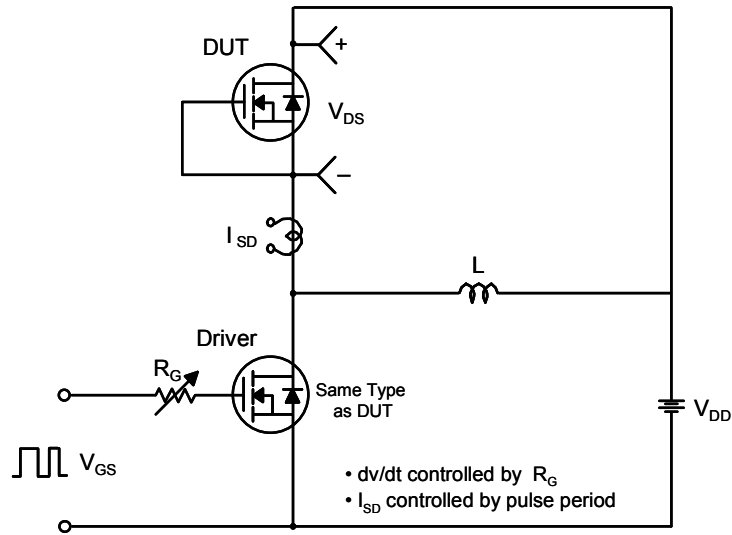 DUT
+
V_DS
–
I_SD
L
Driver
R_G
Same Type
as DUT
V_DD
V_GS
• dv/dt controlled by R_G
• I_SD controlled by pulse period